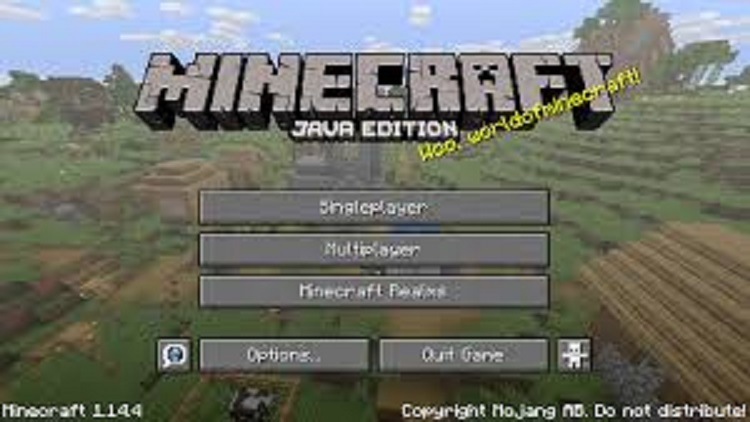 MINECRAFT
JAVA EDITION
Woo, worldofminecraft!
Singleplayer
Multiplayer
Minecraft Realms
Options...
Quit Game
Minecraft 1.14.4
Copyright Mojang AB. Do not distribute!